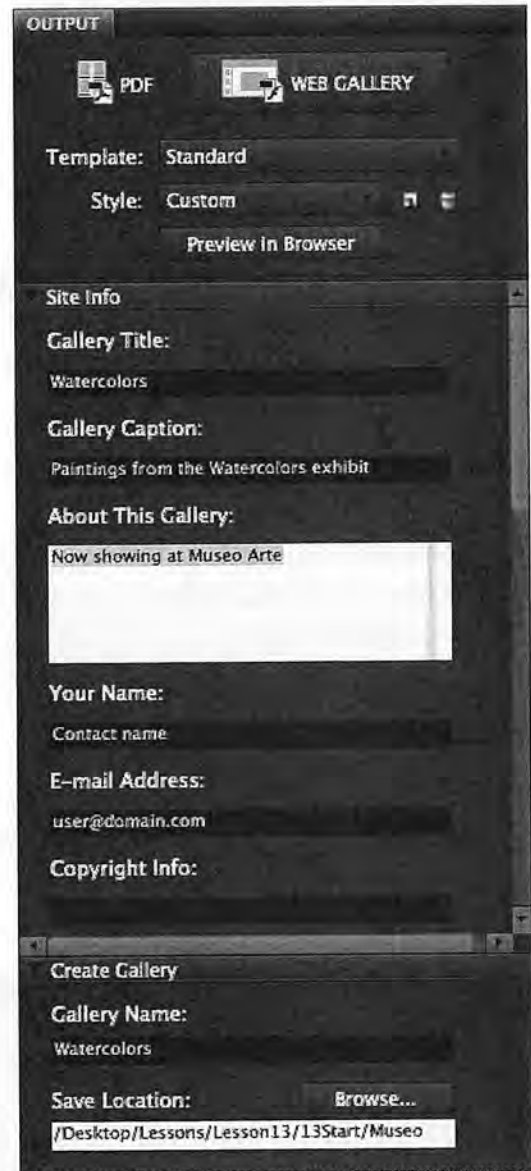 OUTPUT
PDF
WEB GALLERY
Template: Standard
Style: Custom
Preview in Browser
Site Info
Gallery Title:
Watercolors
Gallery Caption:
Paintings from the Watercolors exhibit
About This Gallery:
Now showing at Museo Arte
Your Name:
Contact name
E-mail Address:
user@domain.com
Copyright Info:
Create Gallery
Gallery Name:
Watercolors
Save Location: Browse...
/Desktop/Lessons/Lesson13/13Start/Museo